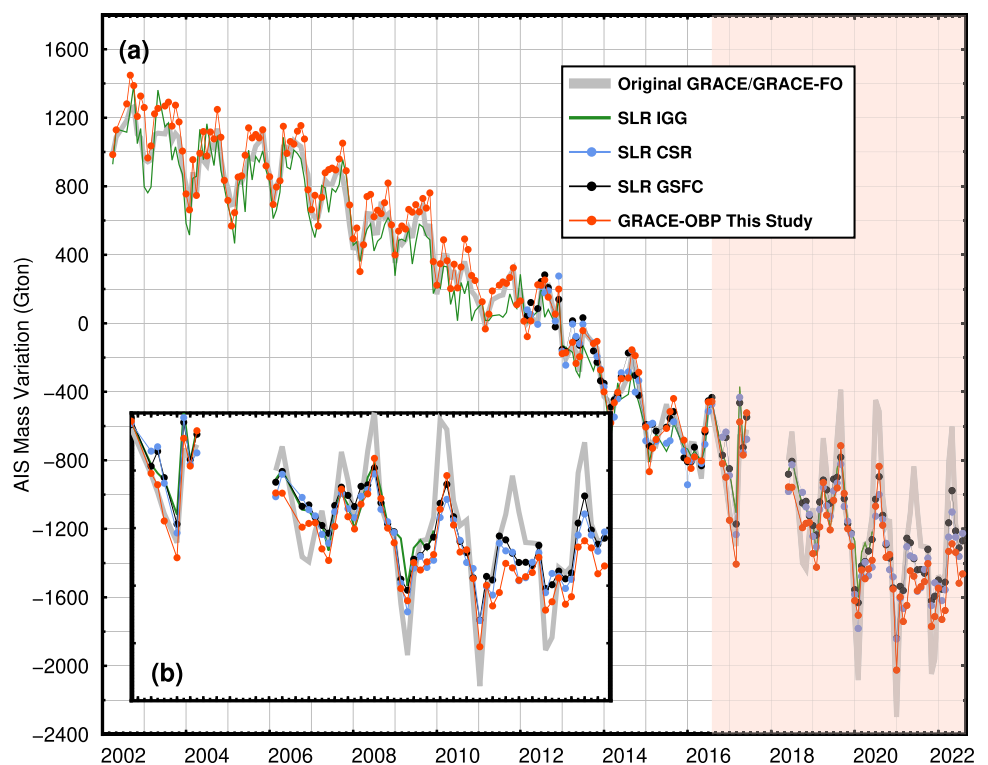 (a)
1600
1200
800
400
0
−400
−800
−1200
−1600
−2000
−2400
AIS Mass Variation (Gton)
Original GRACE/GRACE-FO
SLR IGG
SLR CSR
SLR GSFC
GRACE-OBP This Study
(b)
2002 2004 2006 2008 2010 2012 2014 2016 2018 2020 2022